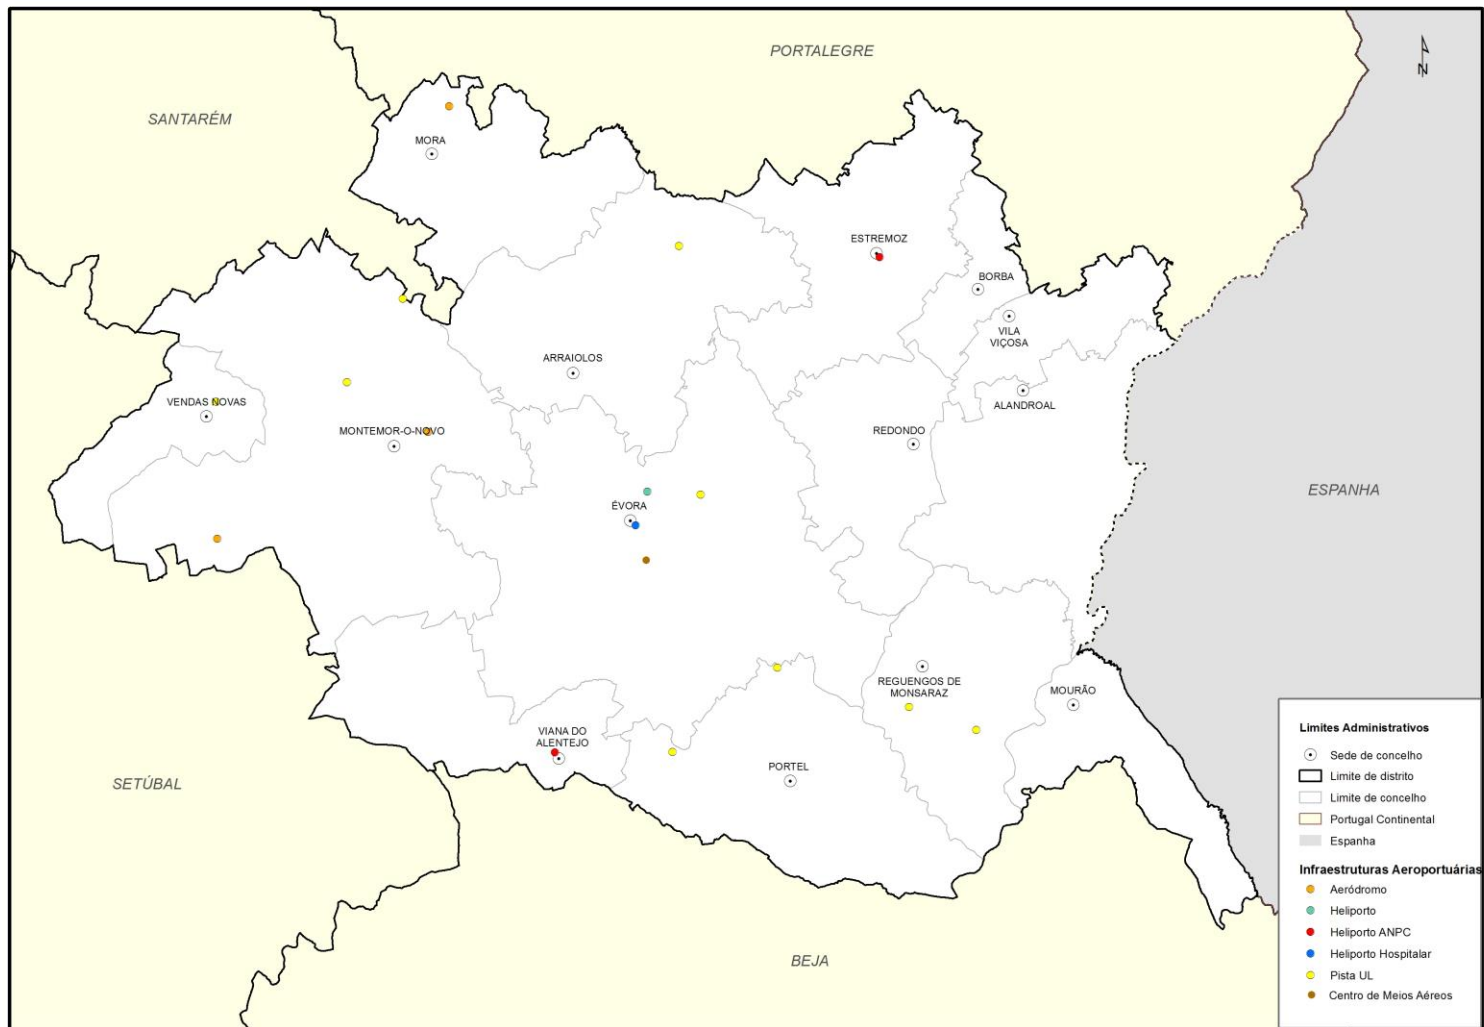 PORTALEGRE
N
SANTARÉM
MORA
ESTREMOZ
BORBA
VILA
VIÇOSA
ARRAIOLOS
ALANDROAL
VENDAS NOVAS
MONTEMOR-O-NOVO
REDONDO
ESPANHA
ÉVORA
REGUENGOS DE
MONSARAZ
MOURÃO
VIANA DO
ALENTEJO
PORTEL
SETÚBAL
BEJA
Limites Administrativos
Sede de concelho
Limite de distrito
Limite de concelho
Portugal Continental
Espanha
Infraestruturas Aeroportuárias
Aeródromo
Heliporto
Heliporto ANPC
Heliporto Hospitalar
Pista UL
Centro de Meios Aéreos